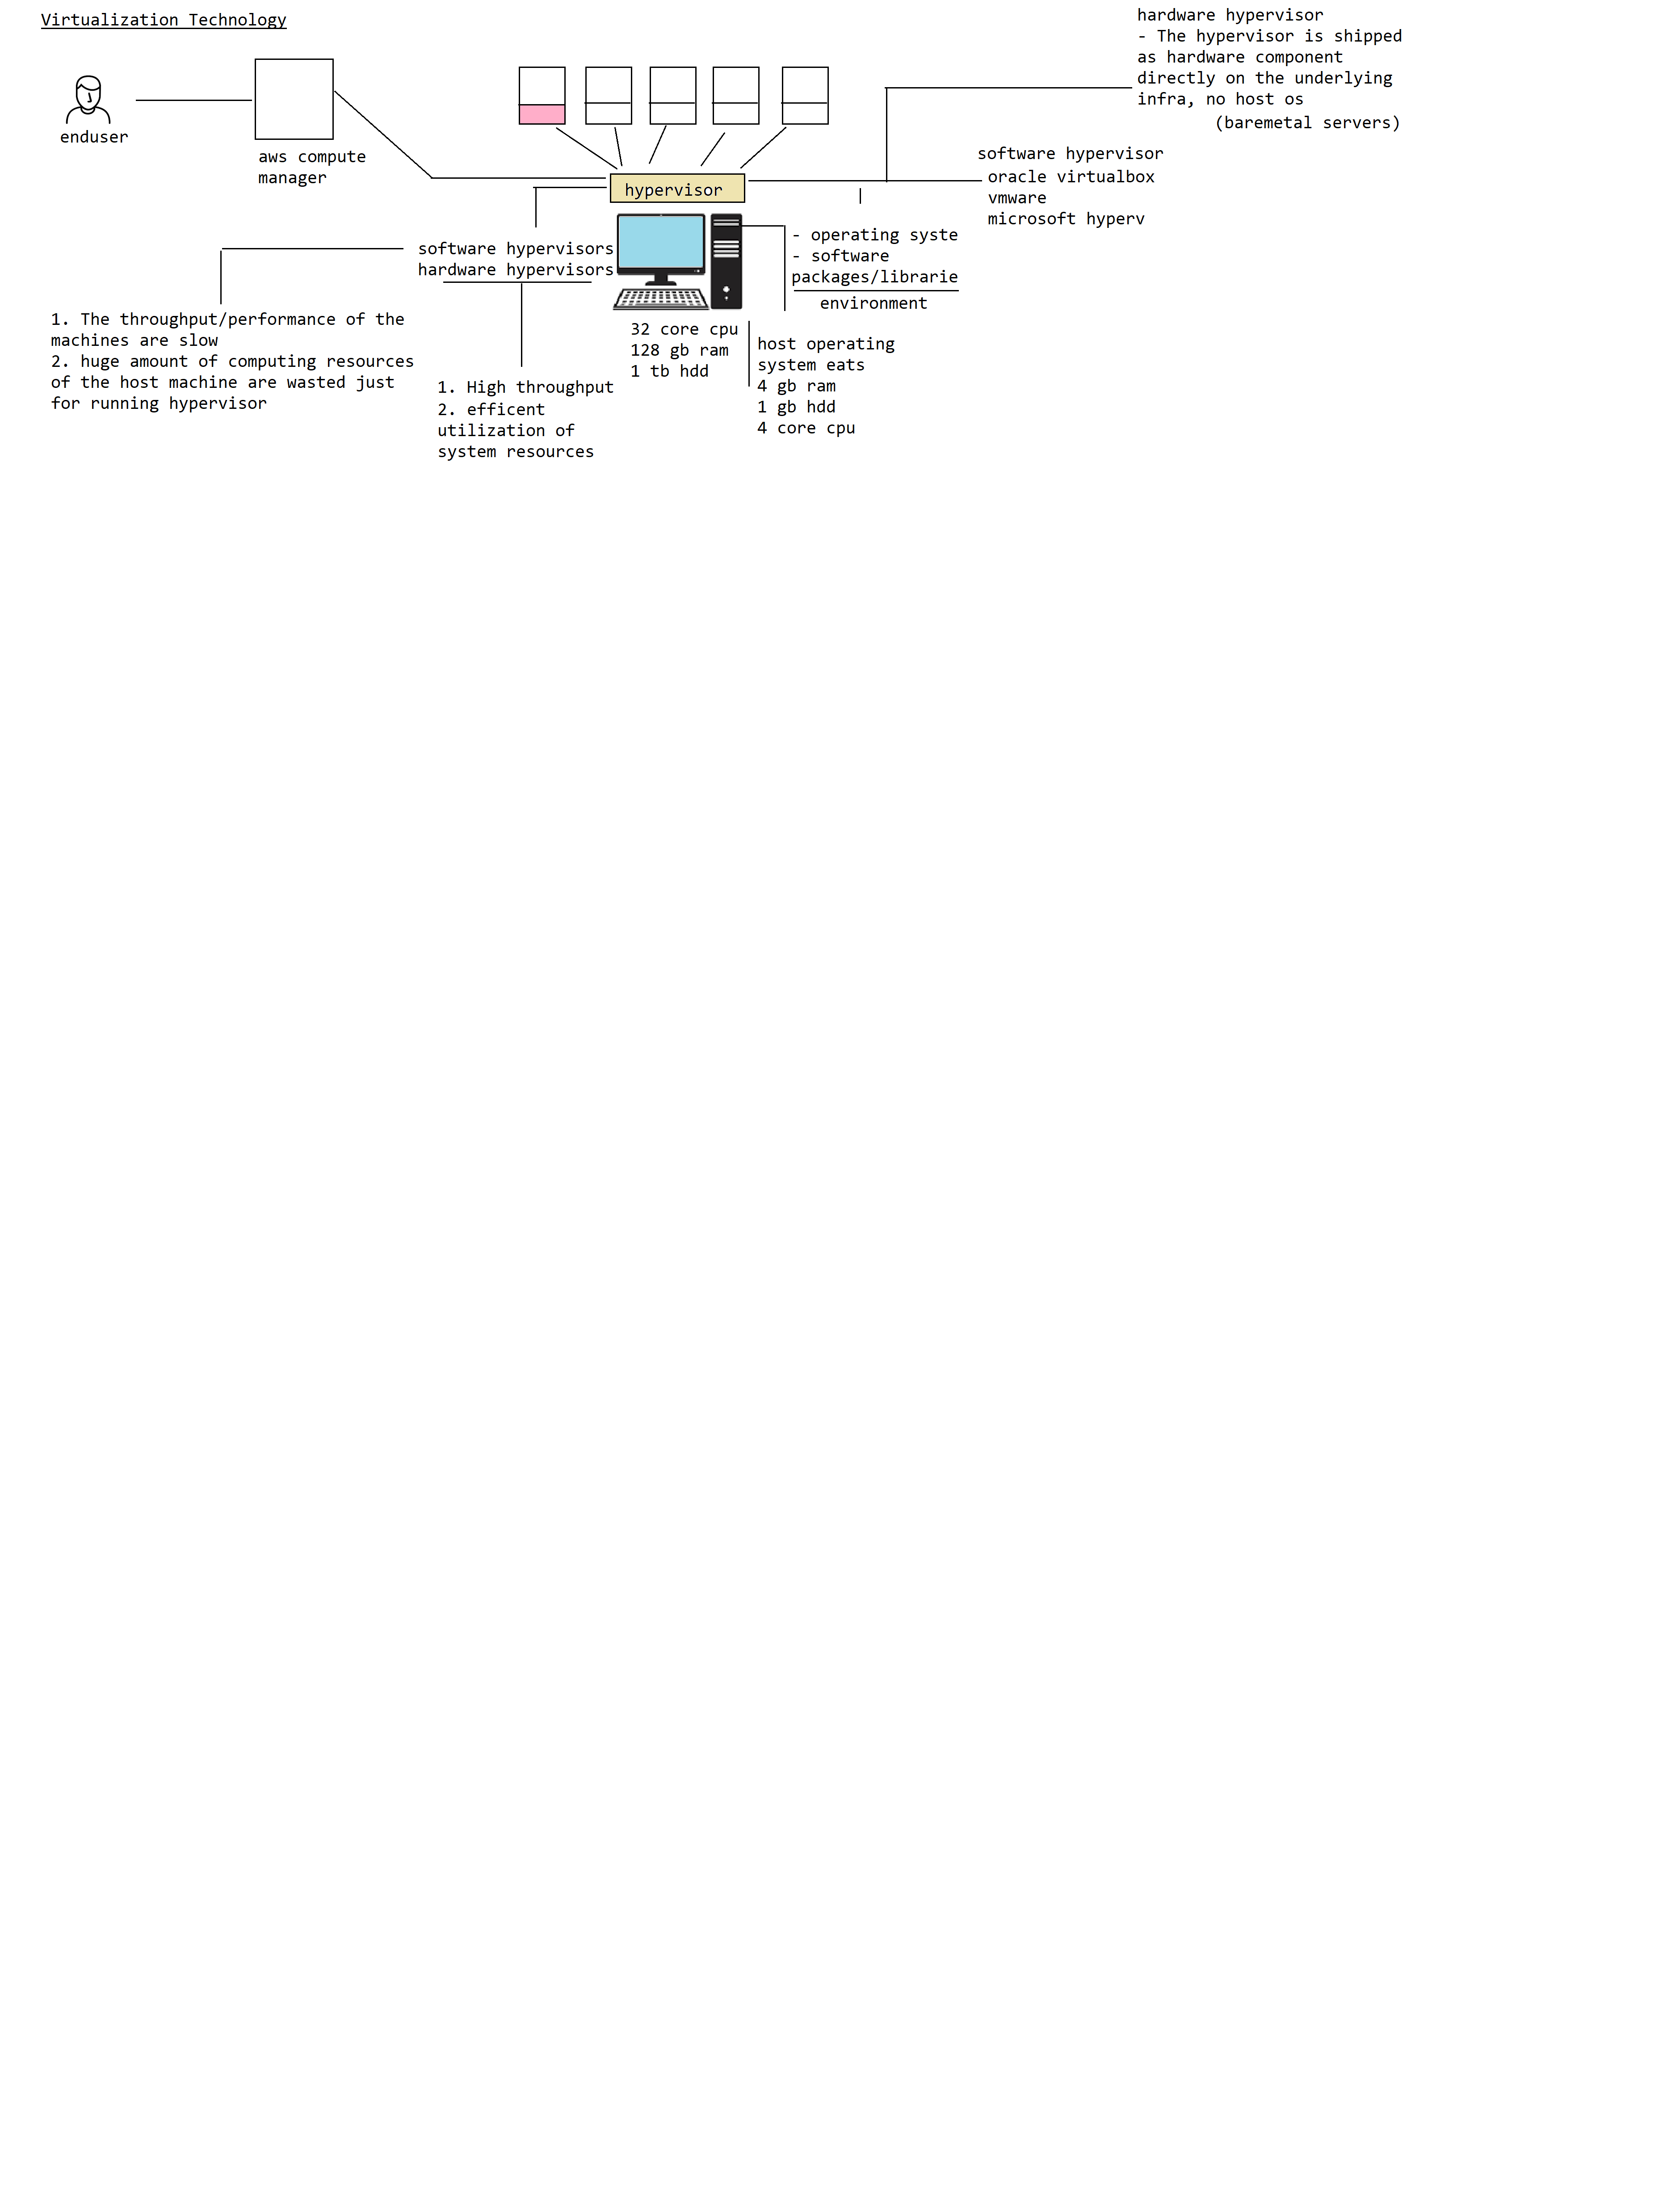 Virtualization Technology
enduser
aws compute
manager
hypervisor
hardware hypervisor
- The hypervisor is shipped
as hardware component
directly on the underlying
infra, no host os
(baremetal servers)
software hypervisor
oracle virtualbox
vmware
microsoft hyperv
software hypervisors
hardware hypervisors
- operating syste
- software
packages/librarie
environment
1. The throughput/performance of the
machines are slow
2. huge amount of computing resources
of the host machine are wasted just
for running hypervisor
1. High throughput
2. efficent
utilization of
system resources
32 core cpu
128 gb ram
1 tb hdd
host operating
system eats
4 gb ram
1 gb hdd
4 core cpu